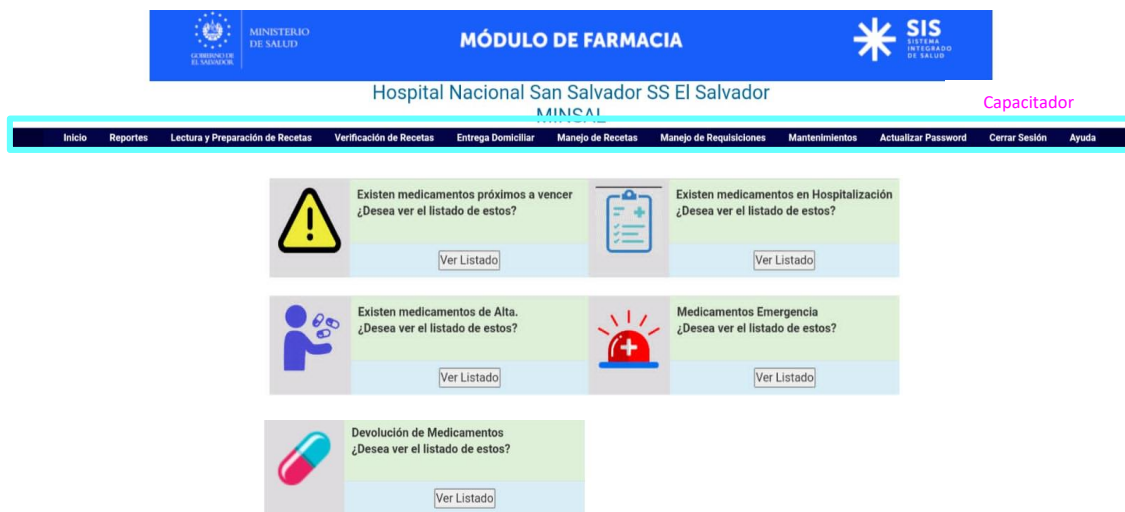 GOBIERNO DE
EL SALVADOR
MINISTERIO
DE SALUD
MÓDULO DE FARMACIA
SIS
SISTEMA
INTEGRADO
DE SALUD
Hospital Nacional San Salvador SS El Salvador
MINSAL
Capacitador
Inicio Reportes Lectura y Preparación de Recetas Verificación de Recetas Entrega Domiciliar Manejo de Recetas Manejo de Requisiciones Mantenimientos Actualizar Password Cerrar Sesión Ayuda
Existen medicamentos próximos a vencer
¿Desea ver el listado de estos?
Ver Listado
Existen medicamentos en Hospitalización
¿Desea ver el listado de estos?
Ver Listado
Existen medicamentos de Alta.
¿Desea ver el listado de estos?
Ver Listado
Medicamentos Emergencia
¿Desea ver el listado de estos?
Ver Listado
Devolución de Medicamentos
¿Desea ver el listado de estos?
Ver Listado